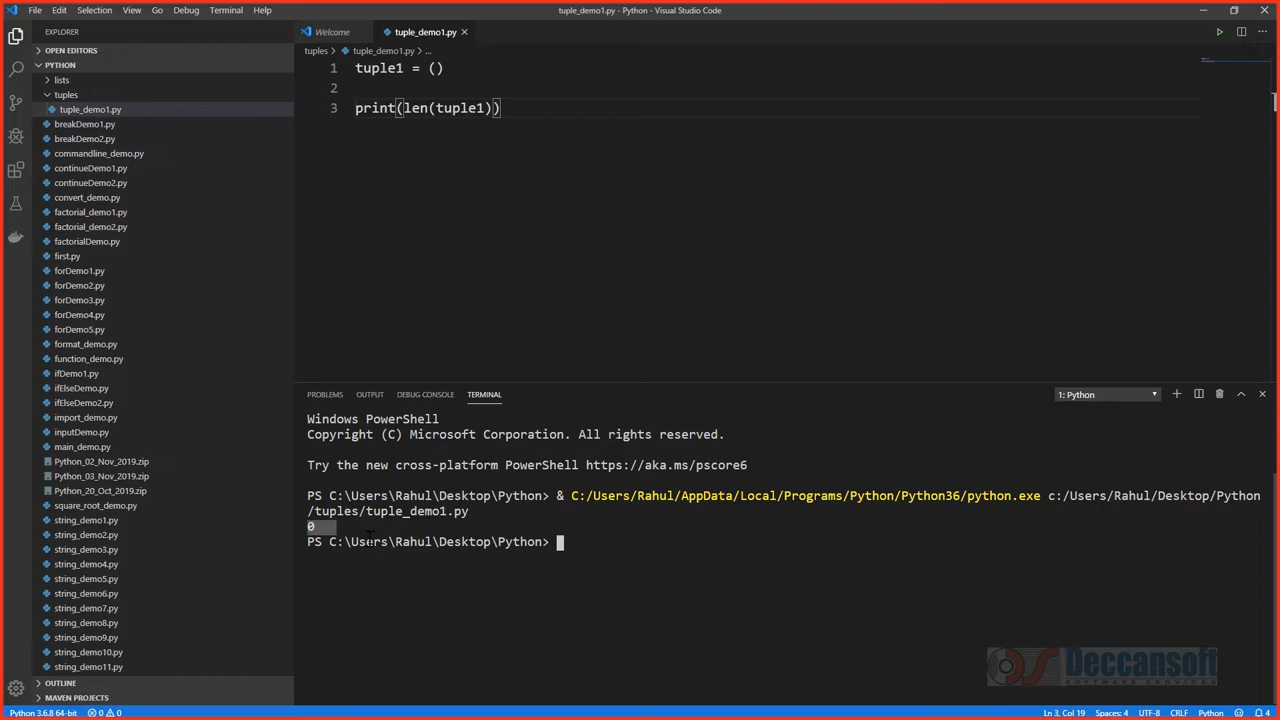 File Edit Selection View Go Debug Terminal Help
tuple_demo1.py - Python - Visual Studio Code
EXPLORER
OPEN EDITORS
PYTHON
lists
tuples
tuple_demo1.py
breakDemo1.py
breakDemo2.py
commandline_demo.py
continueDemo1.py
continueDemo2.py
convert_demo.py
factorial_demo1.py
factorial_demo2.py
factorialDemo.py
first.py
forDemo1.py
forDemo2.py
forDemo3.py
forDemo4.py
forDemo5.py
format_demo.py
function_demo.py
ifDemo1.py
ifElseDemo.py
ifElseDemo2.py
import_demo.py
inputDemo.py
main_demo.py
Python_02_Nov_2019.zip
Python_03_Nov_2019.zip
Python_20_Oct_2019.zip
square_root_demo.py
string_demo1.py
string_demo2.py
string_demo3.py
string_demo4.py
string_demo5.py
string_demo6.py
string_demo7.py
string_demo8.py
string_demo9.py
string_demo10.py
string_demo11.py
OUTLINE
MAVEN PROJECTS
Welcome tuple_demo1.py
tuples > tuple_demo1.py > ...
1 tuple1 = ()
2
3 print(len(tuple1))
PROBLEMS OUTPUT DEBUG CONSOLE TERMINAL 1: Python
Windows PowerShell
Copyright (C) Microsoft Corporation. All rights reserved.
Try the new cross-platform PowerShell https://aka.ms/pscore6
PS C:\Users\Rahul\Desktop\Python> & C:/Users/Rahul/AppData/Local/Programs/Python/Python36/python.exe c:/Users/Rahul/Desktop/Python
/tuples/tuple_demo1.py
0
PS C:\Users\Rahul\Desktop\Python>
Deccansoft
SOFTWARE SERVICES
Python 3.6.8 64-bit 0 0 Ln 3, Col 19 Spaces: 4 UTF-8 CRLF Python 4